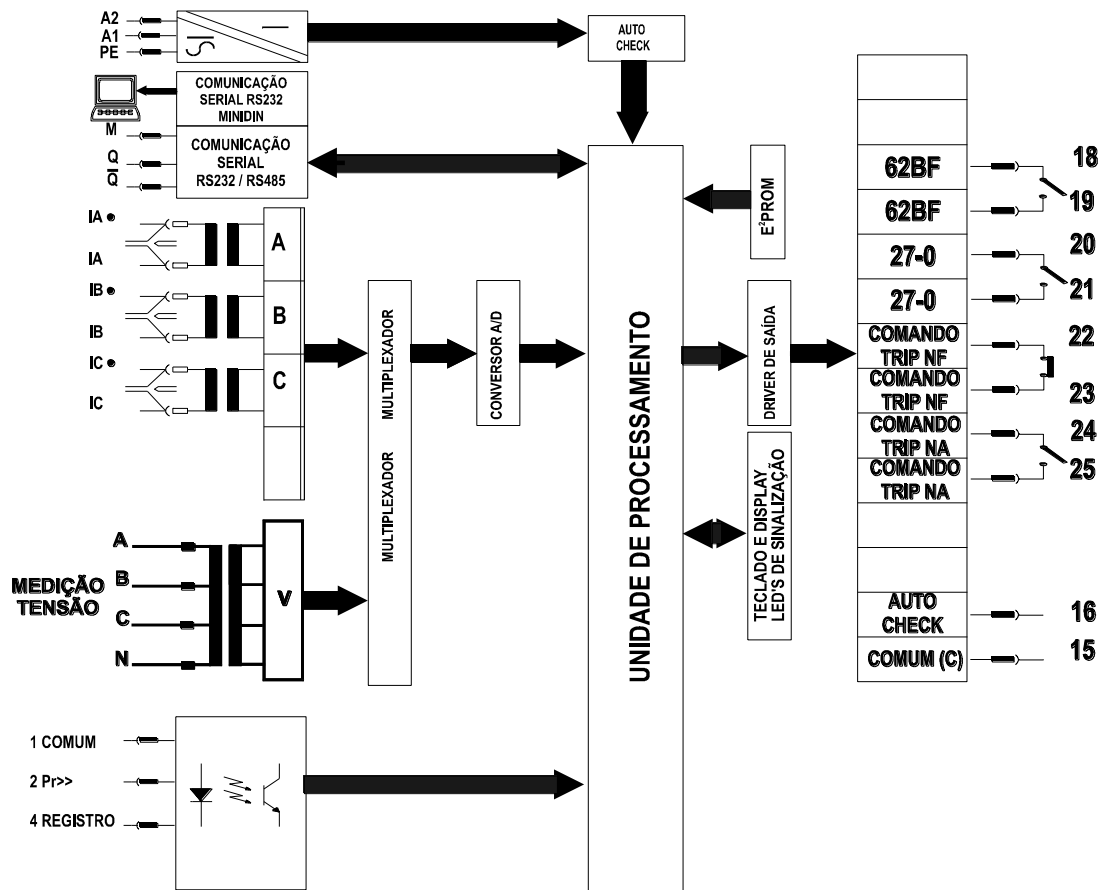 A2
A1
PE
AUTO
CHECK
COMUNICAÇÃO
SERIAL RS232
MINIDIN
M
Q
Q̅
COMUNICAÇÃO
SERIAL
RS232 / RS485
IA
IA
IB
IB
IC
IC
A
B
C
MULTIPLEXADOR
MULTIPLEXADOR
CONVERSOR A/D
MEDIÇÃO
TENSÃO
A
B
C
N
V
1 COMUM
2 Pr>>
4 REGISTRO
UNIDADE DE PROCESSAMENTO
E²PROM
DRIVER DE SAÍDA
TECLADO E DISPLAY
LED'S DE SINALIZAÇÃO
62BF
18
62BF
19
27-0
20
27-0
21
COMANDO
TRIP NF
22
COMANDO
TRIP NF
23
COMANDO
TRIP NA
24
COMANDO
TRIP NA
25
AUTO
CHECK
16
COMUM (C)
15